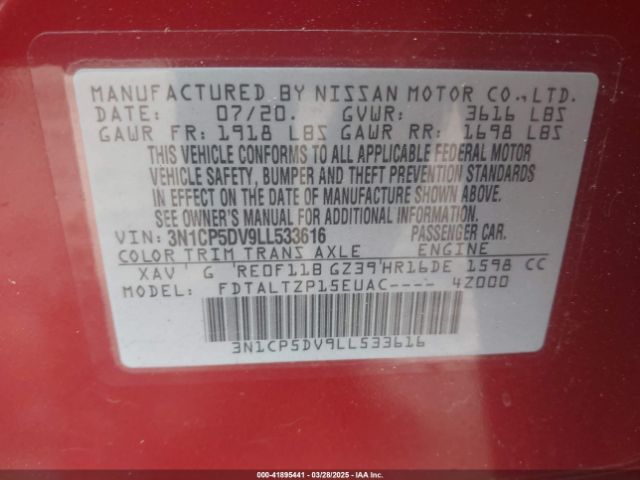 MANUFACTURED BY NISSAN MOTOR CO., LTD.
DATE: 07/20. GVWR: 3616 LBS
GAWR FR: 1918 LBS GAWR RR: 1698 LBS
THIS VEHICLE CONFORMS TO ALL APPLICABLE FEDERAL MOTOR
VEHICLE SAFETY, BUMPER AND THEFT PREVENTION STANDARDS
IN EFFECT ON THE DATE OF MANUFACTURE SHOWN ABOVE.
SEE OWNER'S MANUAL FOR ADDITIONAL INFORMATION.
VIN: 3N1CP5DV9LL533616 PASSENGER CAR.
COLOR TRIM TRANS AXLE ENGINE
XAV G RE0F11B GZ39 HR16DE 1598 CC
MODEL: FDTALTZP15EUAC---- 4Z000
3N1CP5DV9LL533616
000-41895441 | 03/28/2025 | IAAI.com